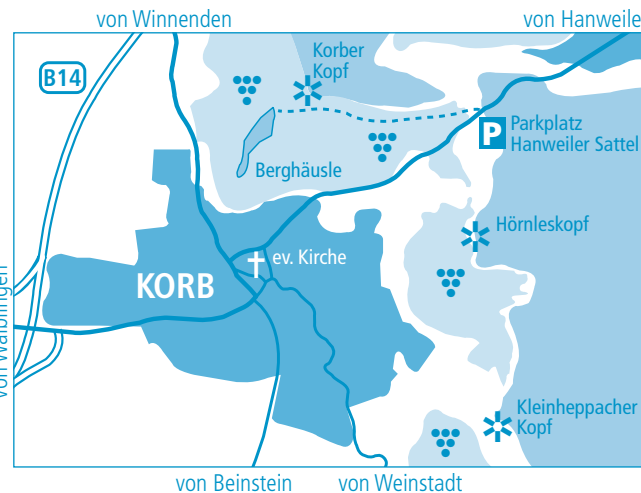 von Winnenden
von Hanweile
B14
Korber
Kopf
P
Parkplatz
Hanweiler Sattel
Berghäusle
Hörnleskopf
ev. Kirche
KORB
von Waiblingen
Kleinheppacher
Kopf
von Beinstein
von Weinstadt